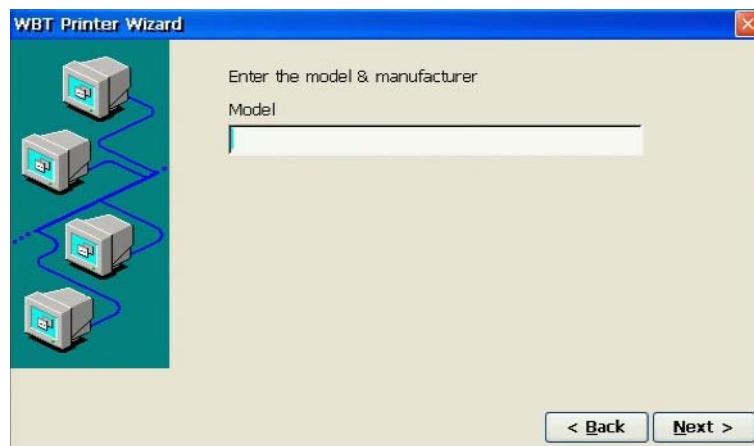 WBT Printer Wizard
Enter the model & manufacturer
Model
< Back
Next >